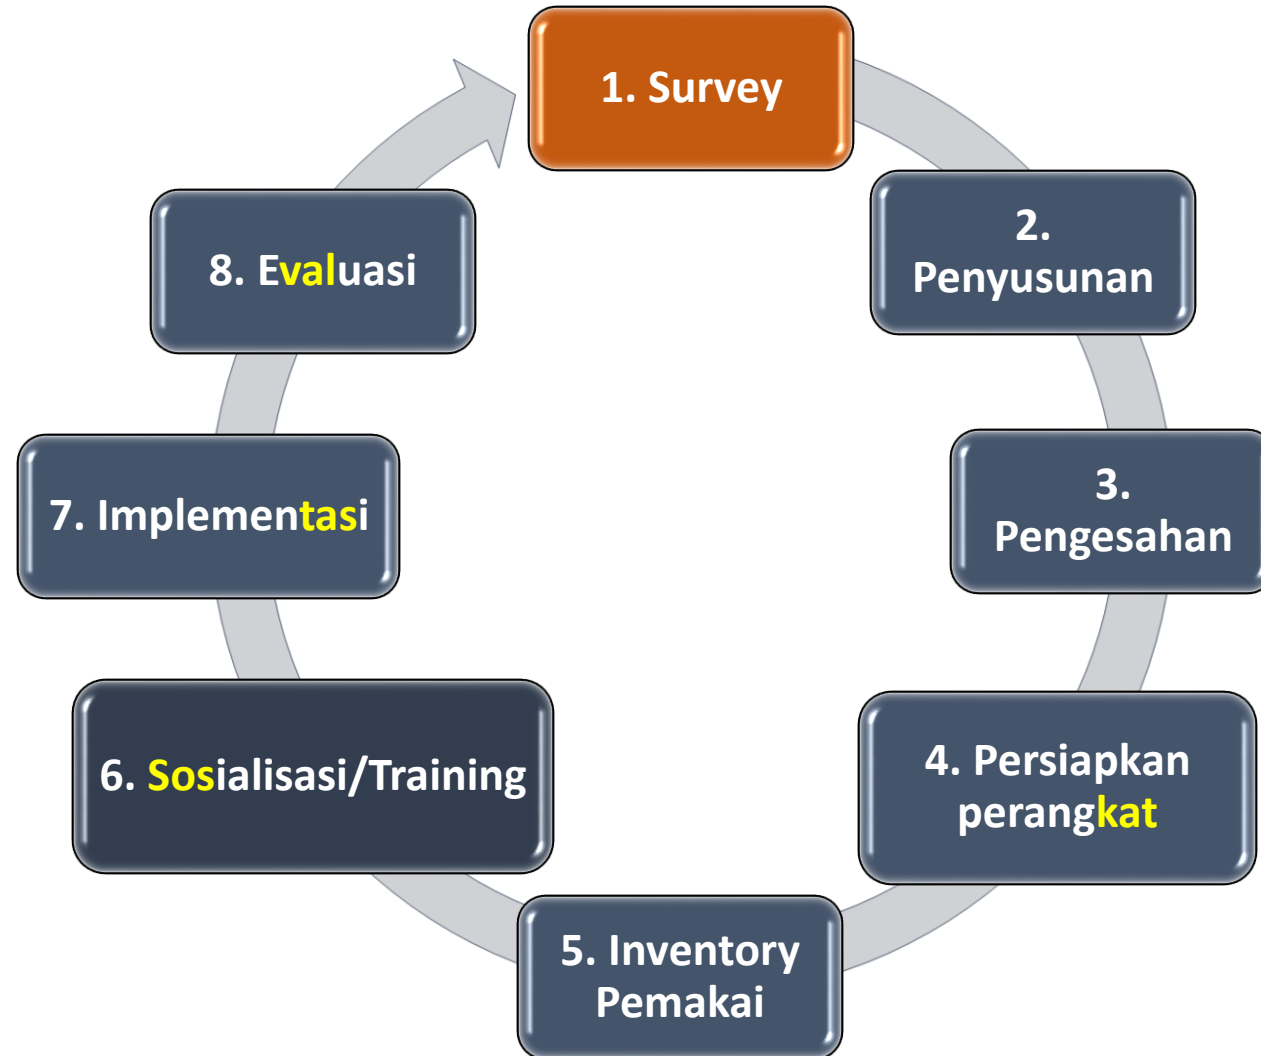 1. Survey
2.
Penyusunan
3.
Pengesahan
4. Persiapkan
perangkat
5. Inventory
Pemakai
6. Sosialisasi/Training
7. Implementasi
8. Evaluasi